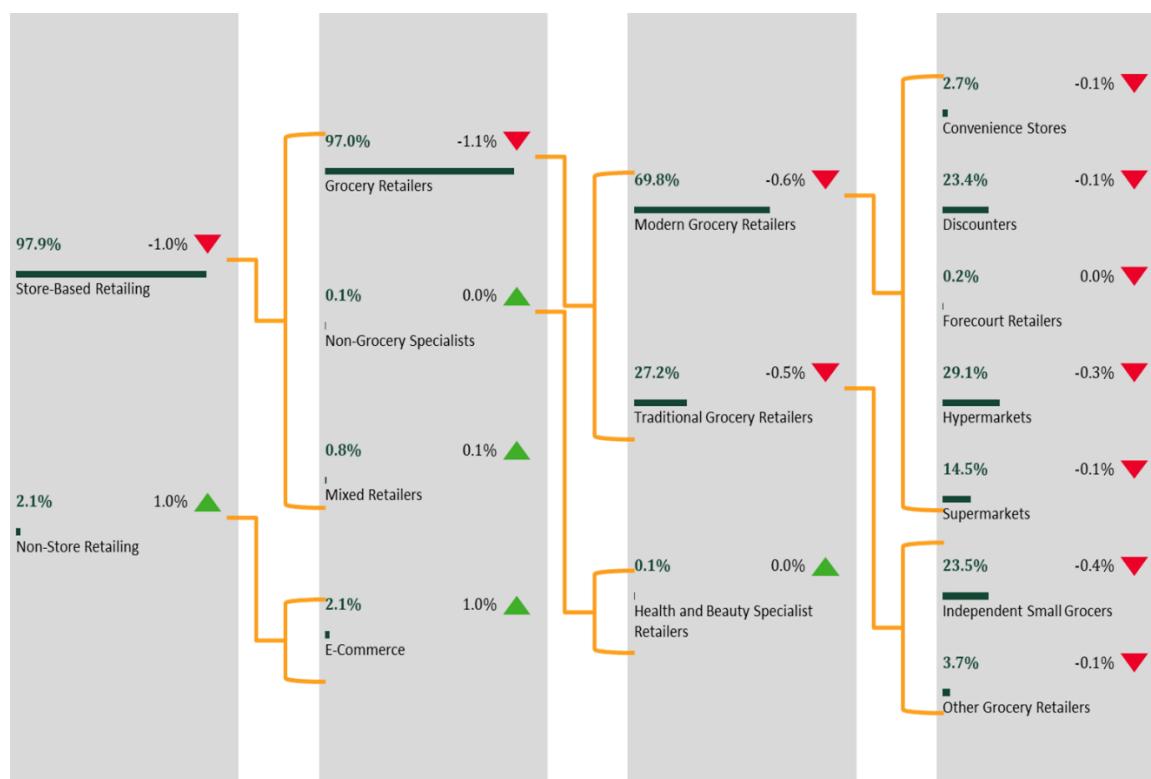 97.9% -1.0%
Store-Based Retailing
2.1% 1.0%
Non-Store Retailing
97.0% -1.1%
Grocery Retailers
0.1% 0.0%
Non-Grocery Specialists
0.8% 0.1%
Mixed Retailers
2.1% 1.0%
E-Commerce
69.8% -0.6%
Modern Grocery Retailers
27.2% -0.5%
Traditional Grocery Retailers
0.1% 0.0%
Health and Beauty Specialist
Retailers
2.7% -0.1%
Convenience Stores
23.4% -0.1%
Discounters
0.2% 0.0%
Forecourt Retailers
29.1% -0.3%
Hypermarkets
14.5% -0.1%
Supermarkets
23.5% -0.4%
Independent Small Grocers
3.7% -0.1%
Other Grocery Retailers